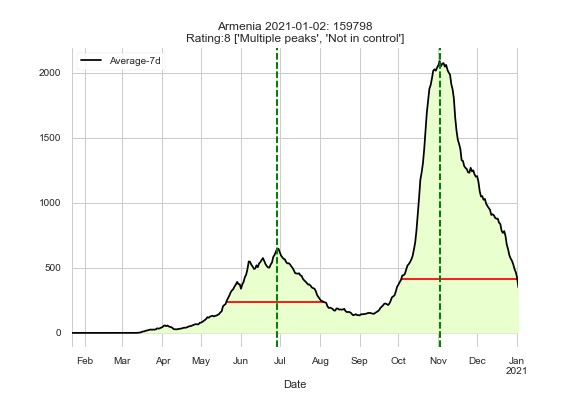 Armenia 2021-01-02: 159798
Rating:8 ['Multiple peaks', 'Not in control']
Average-7d
2000
1500
1000
500
0
Feb Mar Apr May Jun Jul Aug Sep Oct Nov Dec Jan
2021
Date